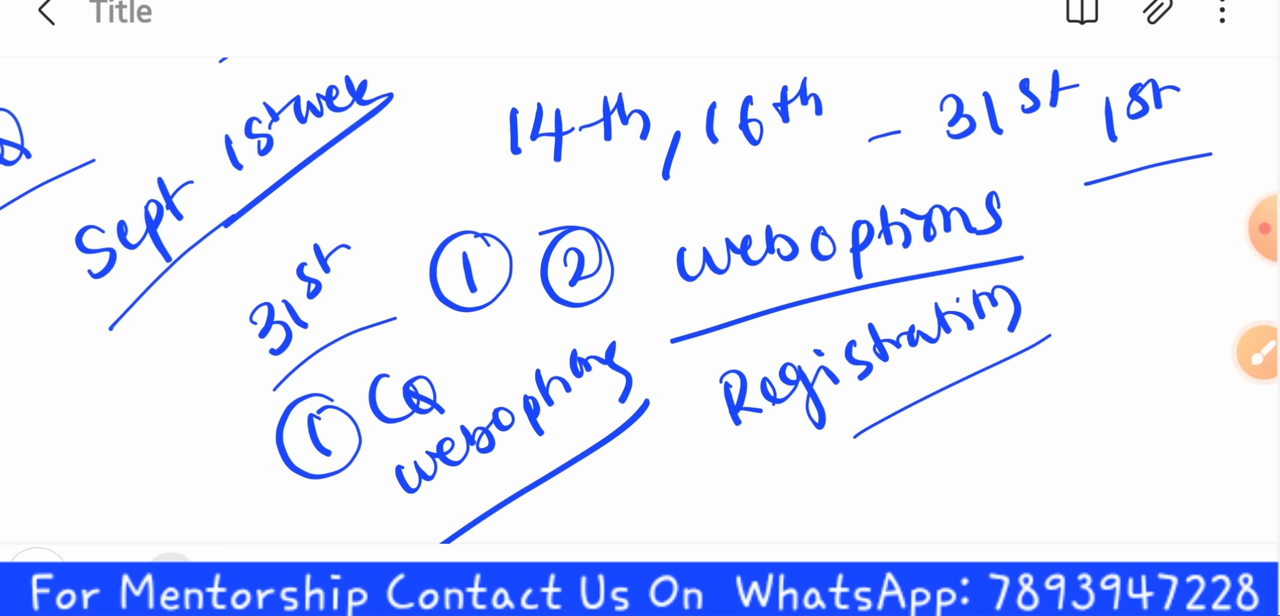 Title
Q
Sept 1st week
14th, 16th - 31st 1st
31st ① ② weboptions
Registration
① CQ
weboptions
For Mentorship Contact Us On WhatsApp: 7893947228